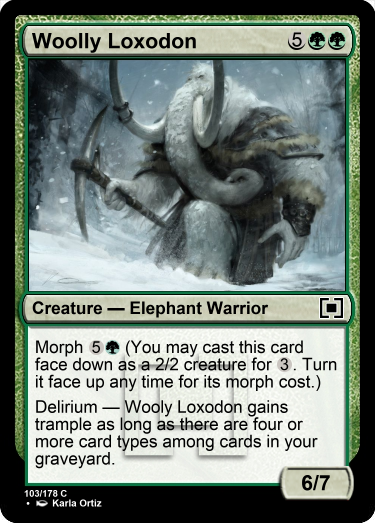 Woolly Loxodon 5
Creature — Elephant Warrior
Morph 5 (You may cast this card
face down as a 2/2 creature for 3. Turn
it face up any time for its morph cost.)
Delirium — Wooly Loxodon gains
trample as long as there are four or
more card types among cards in your
graveyard.
6/7
103/178 C
• Karla Ortiz